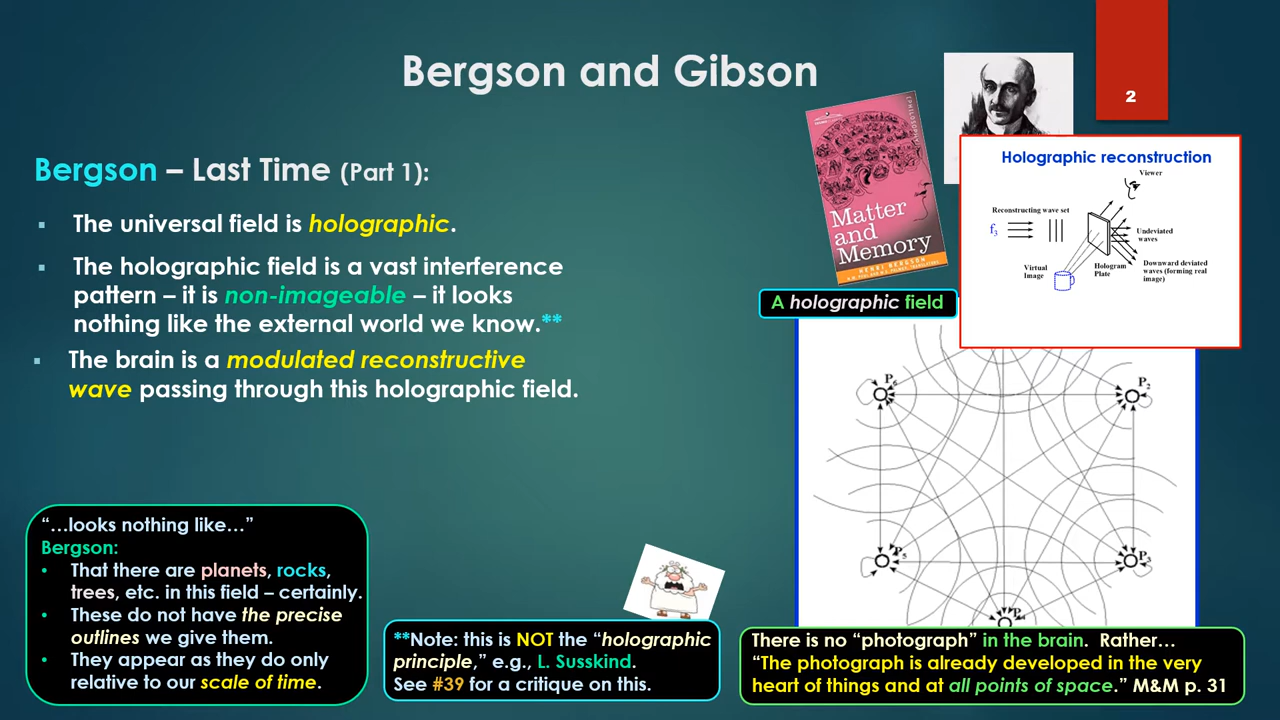 Bergson and Gibson
2
Bergson – Last Time (Part 1):
▪ The universal field is holographic.
▪ The holographic field is a vast interference
pattern – it is non-imageable – it looks
nothing like the external world we know.**
▪ The brain is a modulated reconstructive
wave passing through this holographic field.
Matter
and
Memory
HENRI BERGSON
Holographic reconstruction
Viewer
Reconstructing wave set
f3
Undeviated
waves
Virtual
Image
Hologram
Plate
Downward deviated
waves (forming real
image)
A holographic field
P6
P2
P5
P3
“…looks nothing like…”
Bergson:
• That there are planets, rocks,
trees, etc. in this field – certainly.
• These do not have the precise
outlines we give them.
• They appear as they do only
relative to our scale of time.
**Note: this is NOT the “holographic
principle,” e.g., L. Susskind.
See #39 for a critique on this.
There is no “photograph” in the brain. Rather…
“The photograph is already developed in the very
heart of things and at all points of space.” M&M p. 31